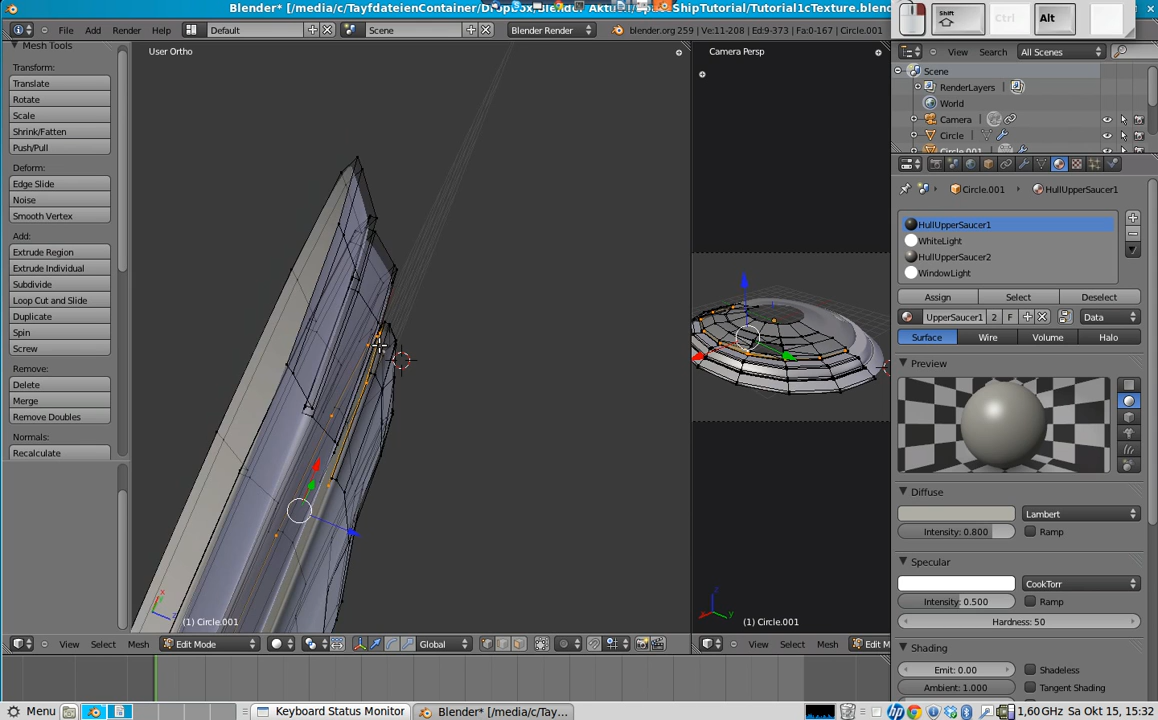 Blender* [/media/c/TayfdateienContainer/
ShipTutorial/Tutorial1cTexture.blend
Shift
Ctrl
Alt
File
Add
Render
Help
Default
Scene
Blender Render
blender.org 259 | Ve:11-208 | Ed:9-373 | Fa:0-167 | Circle.001
View
Search
All Scenes
Mesh Tools
Transform:
Translate
Rotate
Scale
Shrink/Fatten
Push/Pull
Deform:
Edge Slide
Noise
Smooth Vertex
Add:
Extrude Region
Extrude Individual
Subdivide
Loop Cut and Slide
Duplicate
Spin
Screw
Remove:
Delete
Merge
Remove Doubles
Normals:
Recalculate
User Ortho
x
y
z
(1) Circle.001
View
Select
Mesh
Edit Mode
Global
Camera Persp
z
x
y
(1) Circle.001
View
Select
Mesh
Edit M
Scene
RenderLayers
World
Camera
Circle
Circle.001
Circle.001
HullUpperSaucer1
HullUpperSaucer1
WhiteLight
HullUpperSaucer2
WindowLight
Assign
Select
Deselect
UpperSaucer1
2
F
Data
Surface
Wire
Volume
Halo
Preview
Diffuse
Lambert
Intensity: 0.800
Ramp
Specular
CookTorr
Intensity: 0.500
Ramp
Hardness: 50
Shading
Emit: 0.00
Shadeless
Ambient: 1.000
Tangent Shading
Menu
Keyboard Status Monitor
Blender* [/media/c/Tay...
1,60 GHz
Sa Okt 15, 15:32